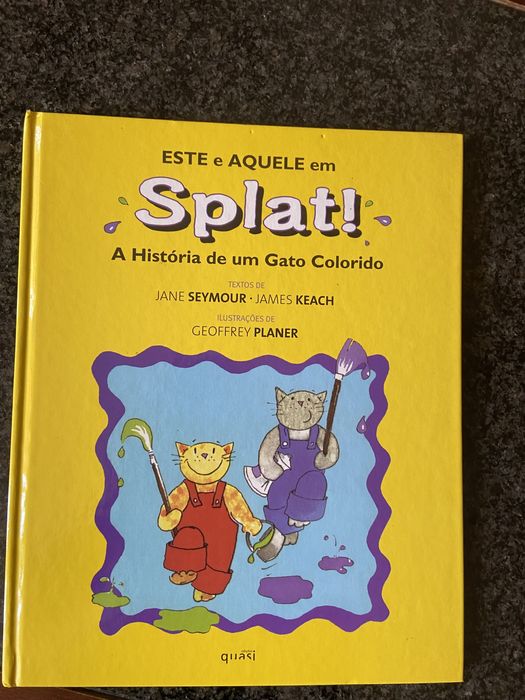 ESTE e AQUELE em
Splat!
A História de um Gato Colorido
TEXTOS DE
JANE SEYMOUR · JAMES KEACH
ILUSTRAÇÕES DE
GEOFFREY PLANER
quasi